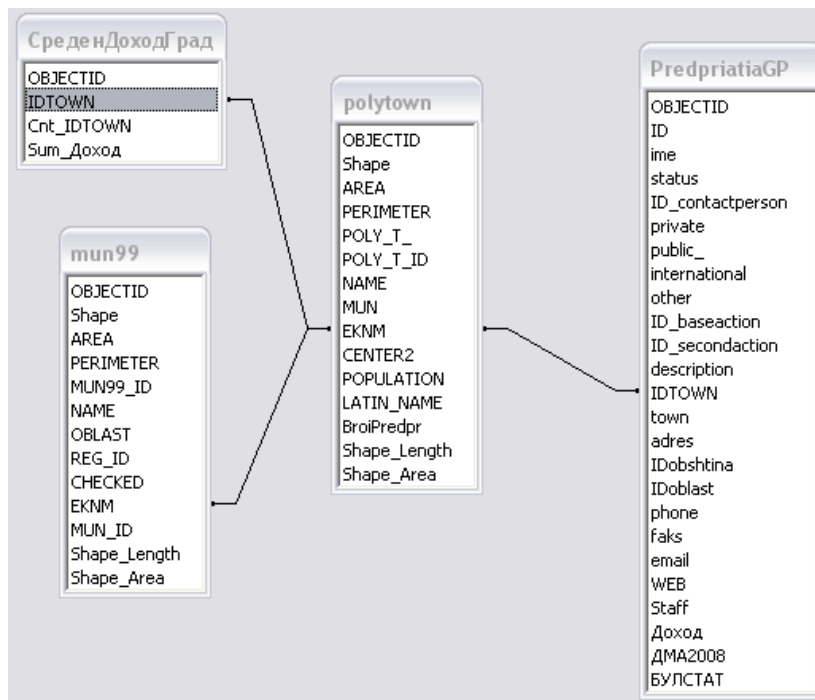 СреденДоходГрад
OBJECTID
IDTOWN
Cnt_IDTOWN
Sum_Доход
mun99
OBJECTID
Shape
AREA
PERIMETER
MUN99_ID
NAME
OBLAST
REG_ID
CHECKED
EKNM
MUN_ID
Shape_Length
Shape_Area
polytown
OBJECTID
Shape
AREA
PERIMETER
POLY_T_
POLY_T_ID
NAME
MUN
EKNM
CENTER2
POPULATION
LATIN_NAME
BroiPredpr
Shape_Length
Shape_Area
PredpriatiaGP
OBJECTID
ID
ime
status
ID_contactperson
private
public_
international
other
ID_baseaction
ID_secondaction
description
IDTOWN
town
adres
IDobshtina
IDoblast
phone
faks
email
WEB
Staff
Доход
ДМА2008
БУЛСТАТ